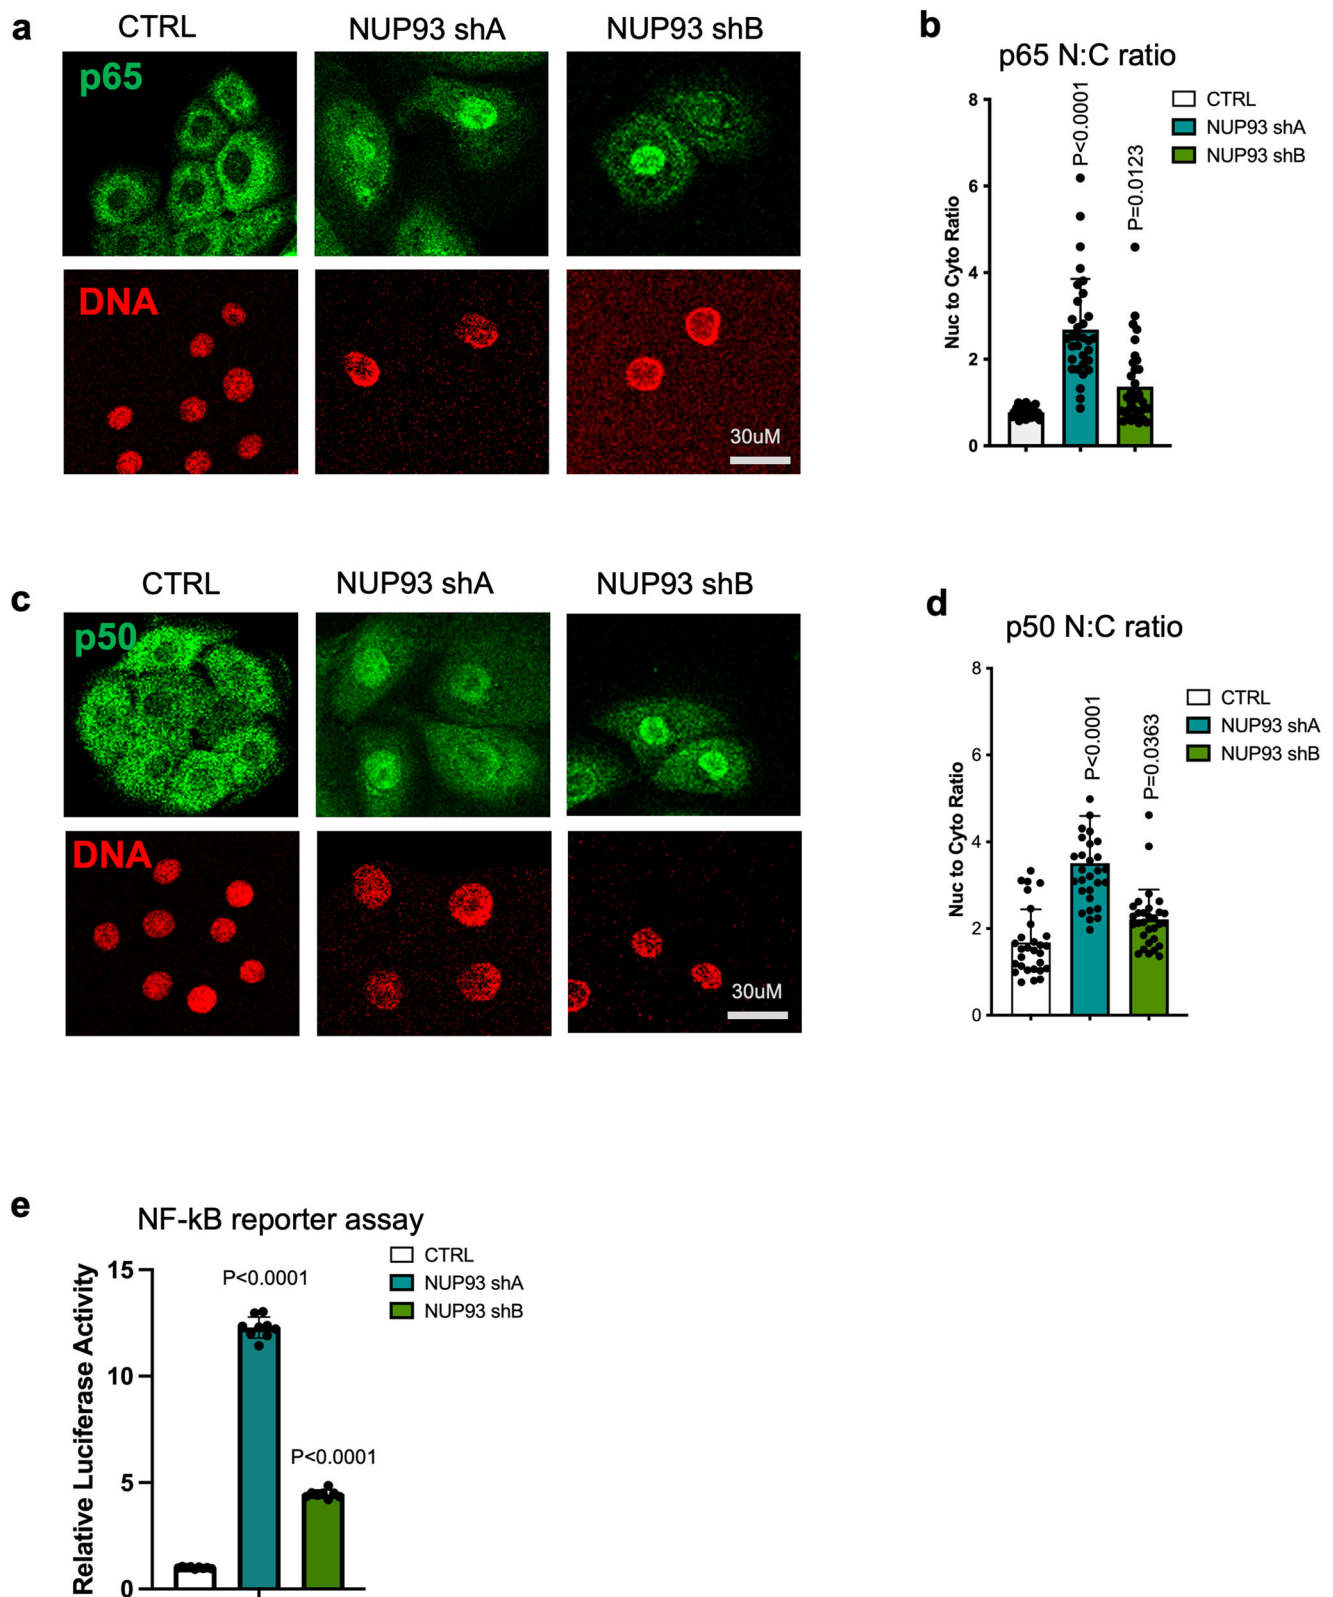 a
CTRL
NUP93 shA
NUP93 shB
p65
DNA
30uM
b
p65 N:C ratio
8
6
4
2
0
Nuc to Cyto Ratio
P<0.0001
P=0.0123
CTRL
NUP93 shA
NUP93 shB
c
CTRL
NUP93 shA
NUP93 shB
p50
DNA
30uM
d
p50 N:C ratio
8
6
4
2
0
Nuc to Cyto Ratio
P<0.0001
P=0.0363
CTRL
NUP93 shA
NUP93 shB
e
NF-kB reporter assay
15
10
5
0
Relative Luciferase Activity
P<0.0001
P<0.0001
CTRL
NUP93 shA
NUP93 shB